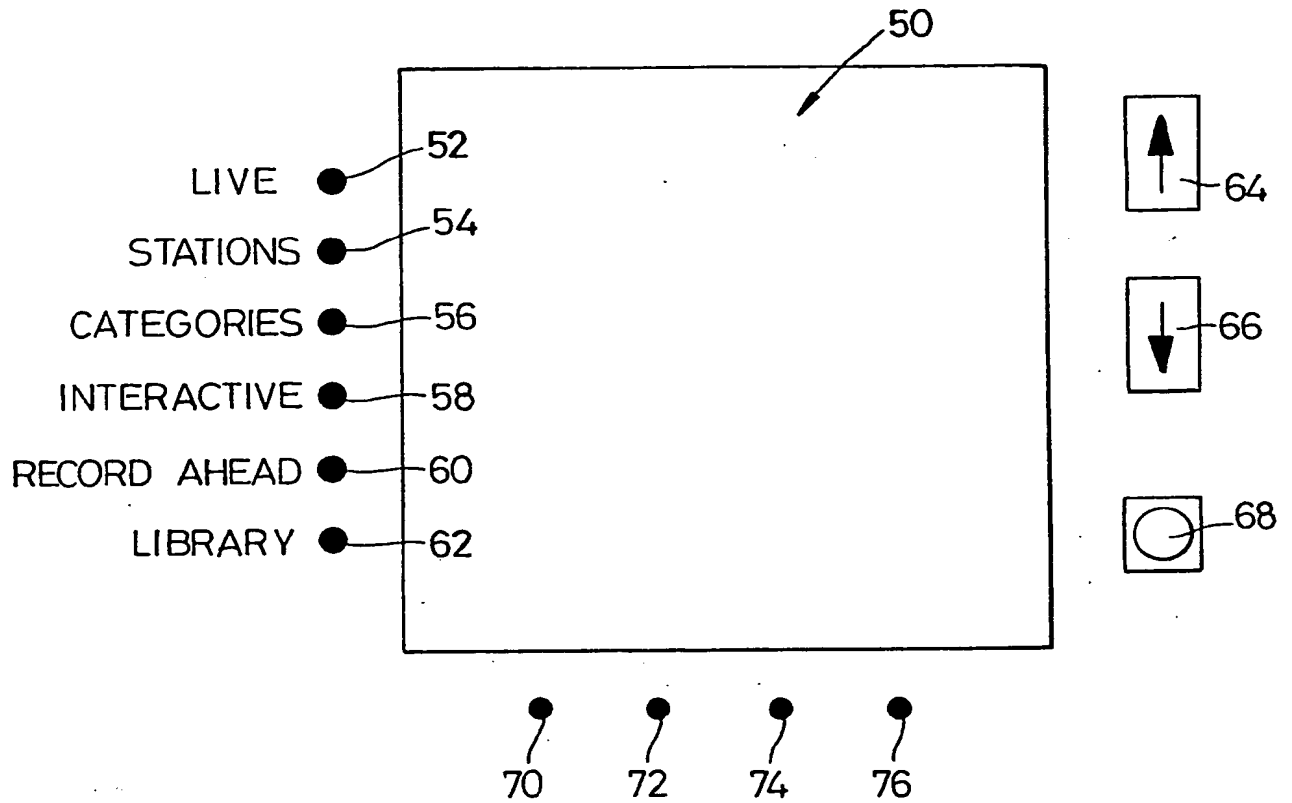 50
LIVE 52
STATIONS 54
CATEGORIES 56
INTERACTIVE 58
RECORD AHEAD 60
LIBRARY 62
64
66
68
70 72 74 76